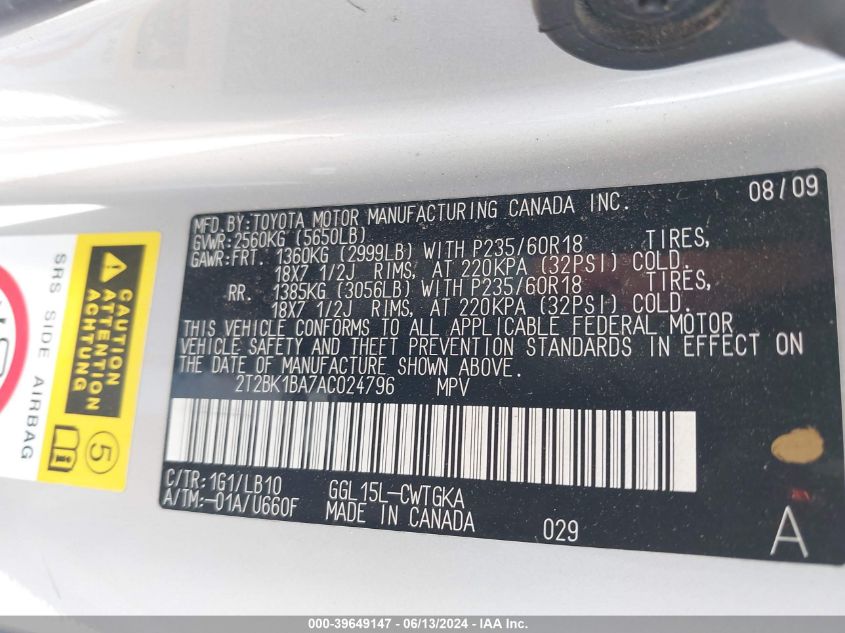 08/09
MFD.BY:TOYOTA MOTOR MANUFACTURING CANADA INC.
GVWR:2560KG (5650LB)
GAWR:FRT. 1360KG (2999LB) WITH P235/60R18 TIRES,
18X7 1/2J RIMS, AT 220KPA (32PSI) COLD.
RR. 1385KG (3056LB) WITH P235/60R18 TIRES,
18X7 1/2J RIMS, AT 220KPA (32PSI) COLD.
THIS VEHICLE CONFORMS TO ALL APPLICABLE FEDERAL MOTOR
VEHICLE SAFETY AND THEFT PREVENTION STANDARDS IN EFFECT ON
THE DATE OF MANUFACTURE SHOWN ABOVE.
2T2BK1BA7AC024796 MPV
C/TR:1G1/LB10 GGL15L-CWTGKA
A/TM:-01A/U660F MADE IN CANADA 029 A
CAUTION
ATTENTION
ACHTUNG
SRS SIDE AIRBAG
5
000-39649147 - 06/13/2024 - IAA Inc.